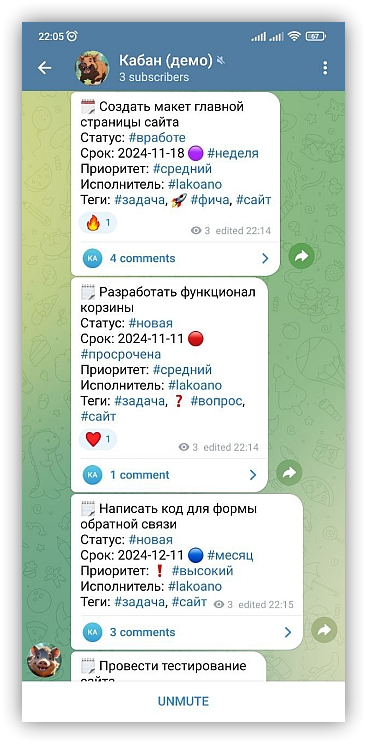 22:05
67
Кабан (демо)
3 subscribers
Создать макет главной
страницы сайта
Статус: #вработе
Срок: 2024-11-18 🟣 #неделя
Приоритет: #средний
Исполнитель: #lakoano
Теги: #задача, 🚀 #фича, #сайт
🔥 1
3 edited 22:14
KA 4 comments
Разработать функционал
корзины
Статус: #новая
Срок: 2024-11-11 🔴
#просрочена
Приоритет: #средний
Исполнитель: #lakoano
Теги: #задача, ❓ #вопрос,
#сайт
❤ 1
3 edited 22:14
KA 1 comment
Написать код для формы
обратной связи
Статус: #новая
Срок: 2024-12-11 🔵 #месяц
Приоритет: ❗ #высокий
Исполнитель: #lakoano
Теги: #задача, #сайт 3 edited 22:15
KA 3 comments
Провести тестирование
сайта
UNMUTE